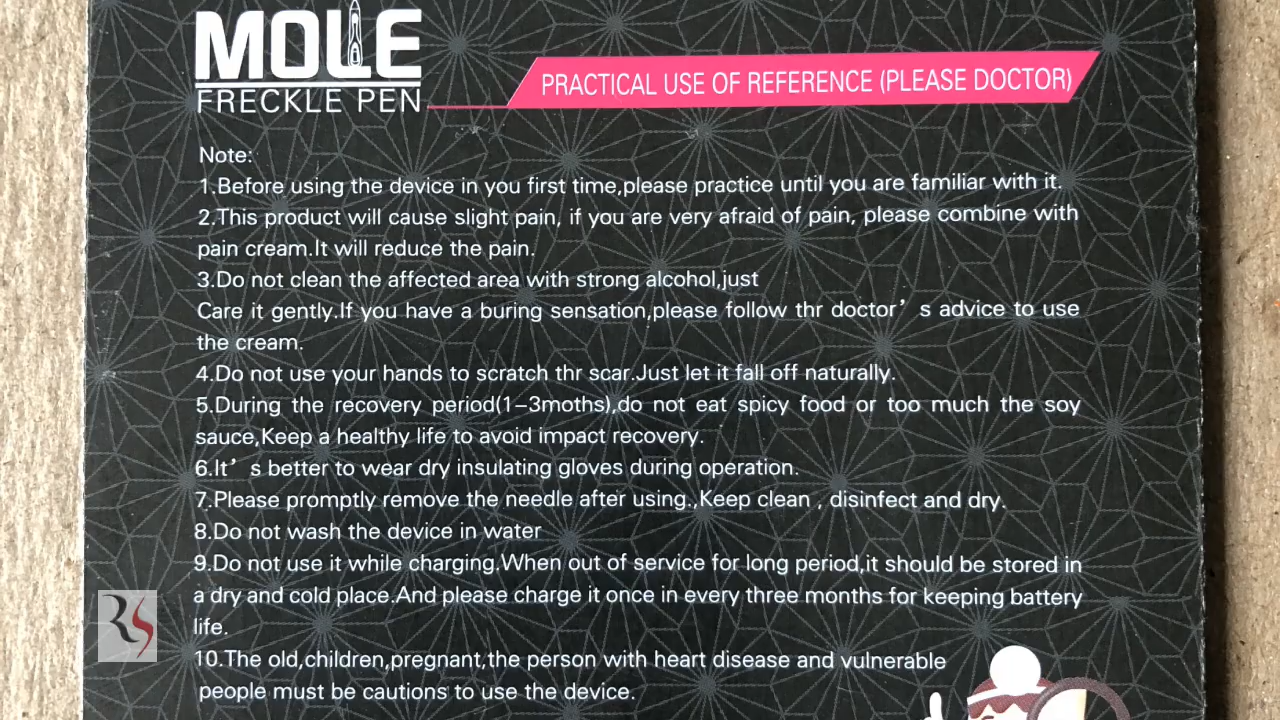 MOLE
FRECKLE PEN
PRACTICAL USE OF REFERENCE (PLEASE DOCTOR)
Note:
1.Before using the device in you first time,please practice until you are familiar with it.
2.This product will cause slight pain, if you are very afraid of pain, please combine with
pain cream.It will reduce the pain.
3.Do not clean the affected area with strong alcohol,just
Care it gently.If you have a buring sensation,please follow thr doctor’ s advice to use
the cream.
4.Do not use your hands to scratch thr scar.Just let it fall off naturally.
5.During the recovery period(1–3moths),do not eat spicy food or too much the soy
sauce,Keep a healthy life to avoid impact recovery.
6.It’ s better to wear dry insulating gloves during operation.
7.Please promptly remove the needle after using.,Keep clean , disinfect and dry.
8.Do not wash the device in water
9.Do not use it while charging.When out of service for long period,it should be stored in
a dry and cold place.And please charge it once in every three months for keeping battery
life.
RS
10.The old,children,pregnant,the person with heart disease and vulnerable
people must be cautions to use the device.